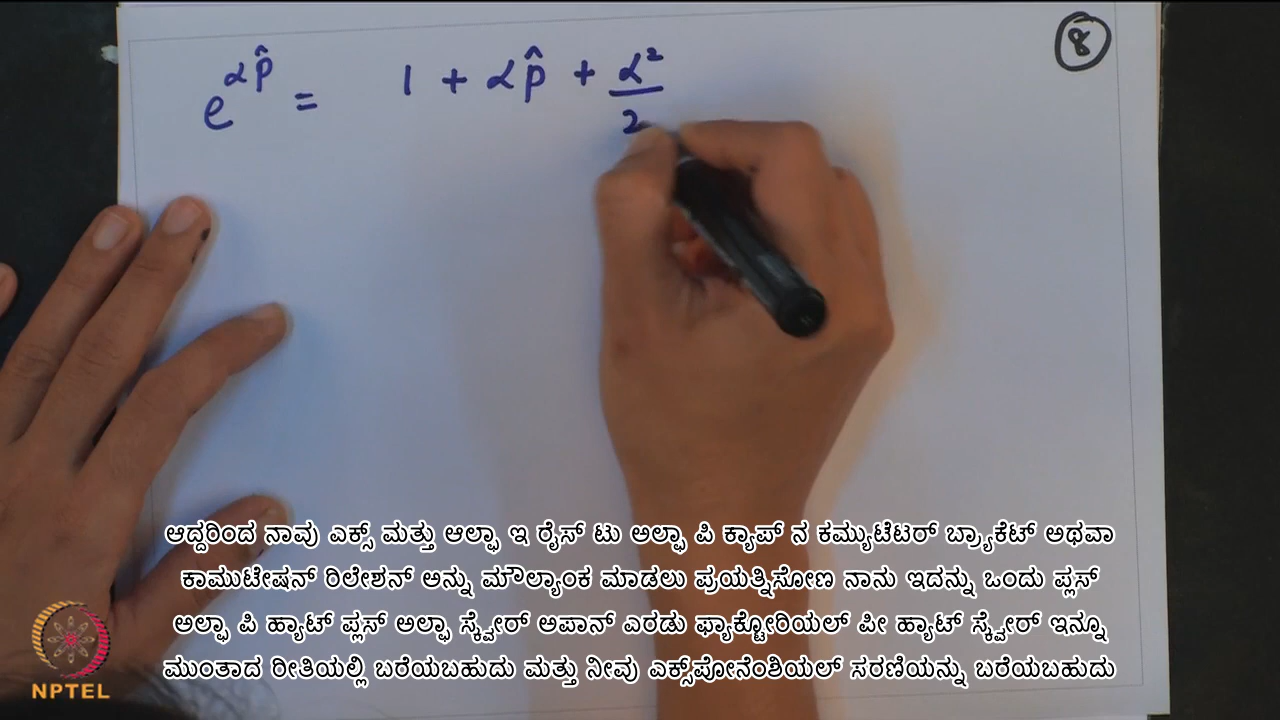 8
e^{αp̂} = 1 + αp̂ + α²/2
ಆದ್ದರಿಂದ ನಾವು ಎಕ್ಸ್ ಮತ್ತು ಆಲ್ಫಾ ಇ ರೈಸ್ ಟು ಅಲ್ಫಾ ಪಿ ಕ್ಯಾಪ್ ನ ಕಮ್ಯುಟೆಟರ್ ಬ್ರ್ಯಾಕೆಟ್ ಅಥವಾ
ಕಾಮುಟೇಷನ್ ರಿಲೇಶನ್ ಅನ್ನು ಮೌಲ್ಯಾಂಕ ಮಾಡಲು ಪ್ರಯತ್ನಿಸೋಣ ನಾನು ಇದನ್ನು ಒಂದು ಪ್ಲಸ್
ಅಲ್ಫಾ ಪಿ ಹ್ಯಾಟ್ ಪ್ಲಸ್ ಅಲ್ಫಾ ಸ್ಕ್ವೇರ್ ಅಪಾನ್ ಎರಡು ಫ್ಯಾಕ್ಟೋರಿಯಲ್ ಪೀ ಹ್ಯಾಟ್ ಸ್ಕ್ವೇರ್ ಇನ್ನೂ
ಮುಂತಾದ ರೀತಿಯಲ್ಲಿ ಬರೆಯಬಹುದು ಮತ್ತು ನೀವು ಎಕ್ಸ್‌ಪೋನೆಂಶಿಯಲ್ ಸರಣಿಯನ್ನು ಬರೆಯಬಹುದು
NPTEL